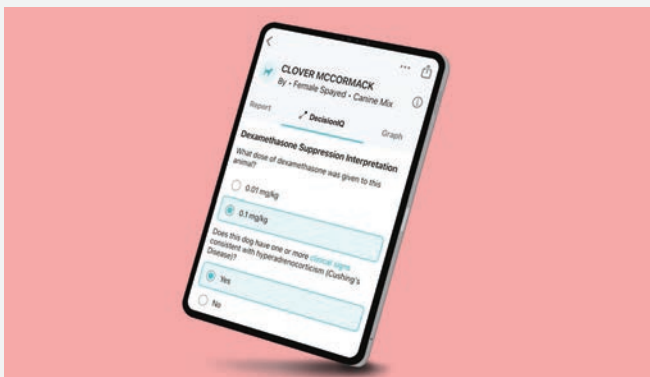 CLOVER MCCORMACK
8y • Female Spayed • Canine Mix
Report
DecisionIQ
Graph
Dexamethasone Suppression Interpretation
What dose of dexamethasone was given to this
animal?
0.01 mg/kg
0.1 mg/kg
Does this dog have one or more clinical signs
consistent with hyperadrenocorticism (Cushing's
Disease)?
Yes
No